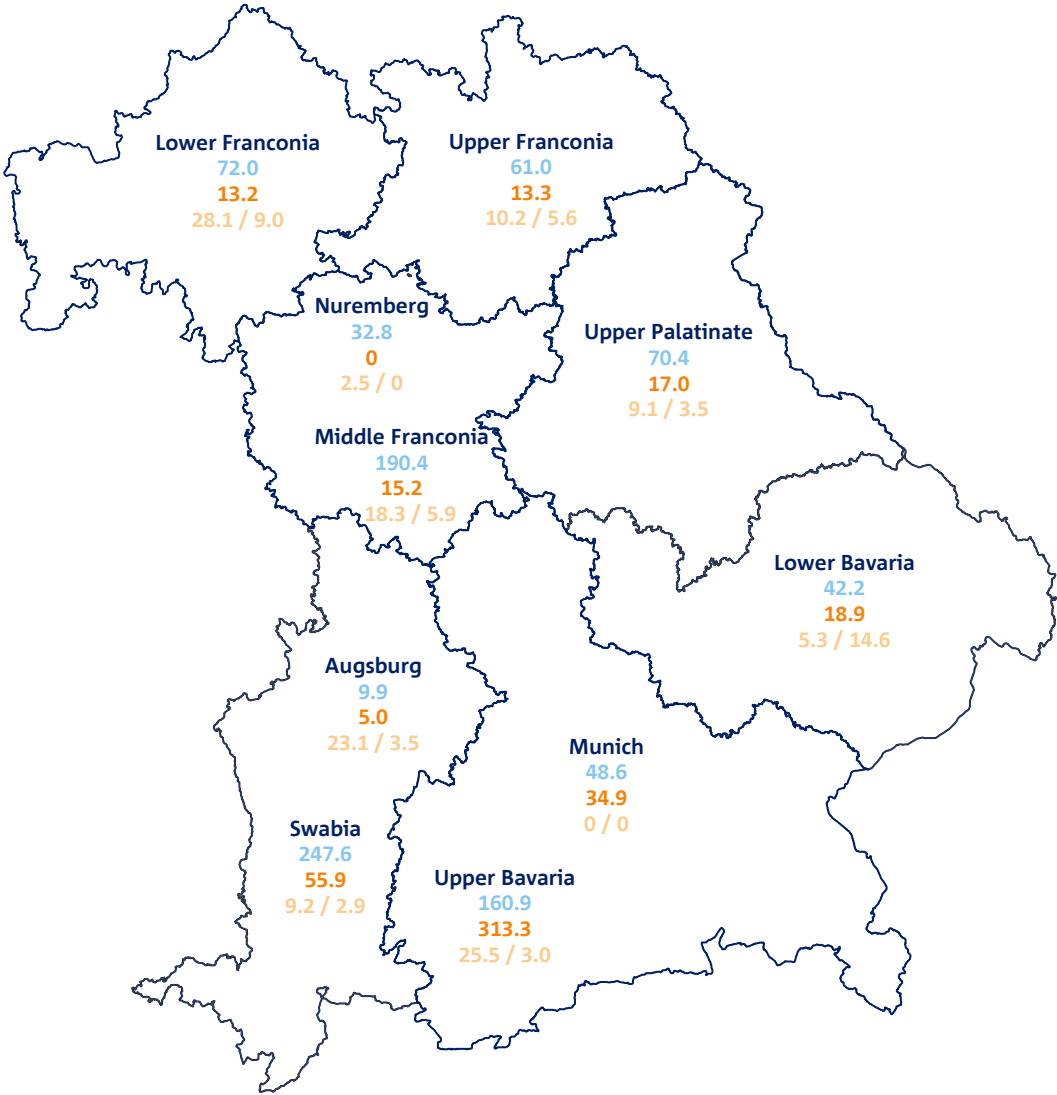 Lower Franconia
72.0
13.2
28.1 / 9.0
Upper Franconia
61.0
13.3
10.2 / 5.6
Nuremberg
32.8
0
2.5 / 0
Upper Palatinate
70.4
17.0
9.1 / 3.5
Middle Franconia
190.4
15.2
18.3 / 5.9
Lower Bavaria
42.2
18.9
5.3 / 14.6
Augsburg
9.9
5.0
23.1 / 3.5
Munich
48.6
34.9
0 / 0
Swabia
247.6
55.9
9.2 / 2.9
Upper Bavaria
160.9
313.3
25.5 / 3.0